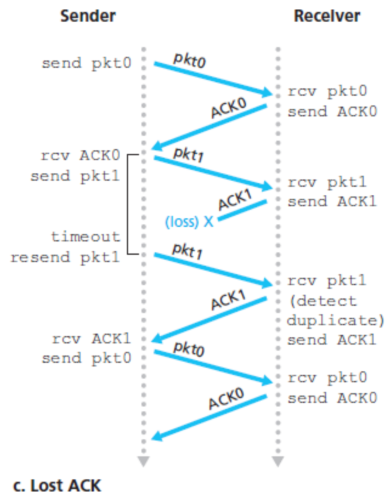 Sender
Receiver
send pkt0
pkt0
rcv pkt0
send ACK0
ACK0
rcv ACK0
send pkt1
pkt1
rcv pkt1
send ACK1
ACK1
(loss) X
timeout
resend pkt1
pkt1
rcv pkt1
(detect
duplicate)
send ACK1
ACK1
rcv ACK1
send pkt0
pkt0
rcv pkt0
send ACK0
ACK0
c. Lost ACK